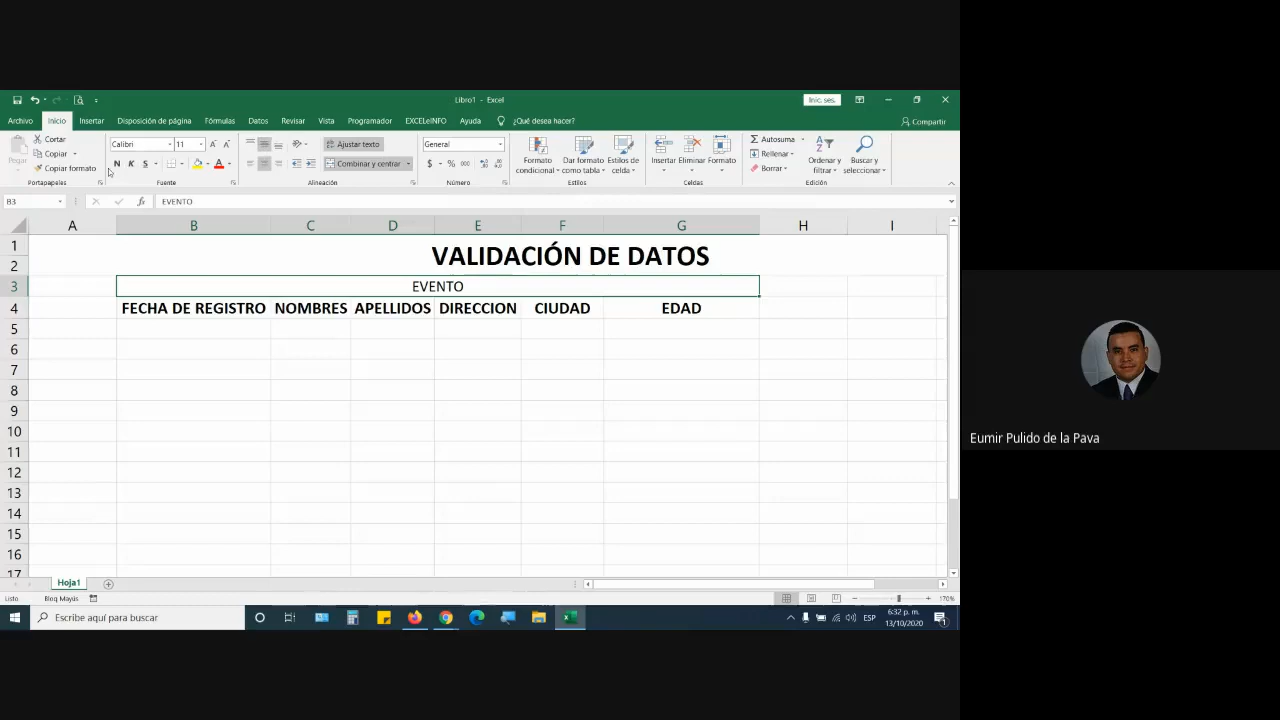 Libro1 - Excel
Inic. ses.
Archivo Inicio Insertar Disposición de página Fórmulas Datos Revisar Vista Programador EXCELeINFO Ayuda ¿Qué desea hacer? Compartir
Pegar
Cortar
Copiar
Copiar formato
Portapapeles
Calibri 11
N K S
Fuente
Ajustar texto
Combinar y centrar
Alineación
General
$ % 000
Número
Formato condicional
Dar formato como tabla
Estilos de celda
Estilos
Insertar Eliminar Formato
Celdas
Autosuma
Rellenar
Borrar
Ordenar y filtrar
Buscar y seleccionar
Edición
B3 fx EVENTO
A B C D E F G H I
1 VALIDACIÓN DE DATOS
2
3 EVENTO
4 FECHA DE REGISTRO NOMBRES APELLIDOS DIRECCION CIUDAD EDAD
5
6
7
8
9
10
11
12
13
14
15
16
17
Hoja1
Listo Bloq Mayús 170%
Escribe aquí para buscar
ESP
6:32 p. m.
13/10/2020
1
Eumir Pulido de la Pava